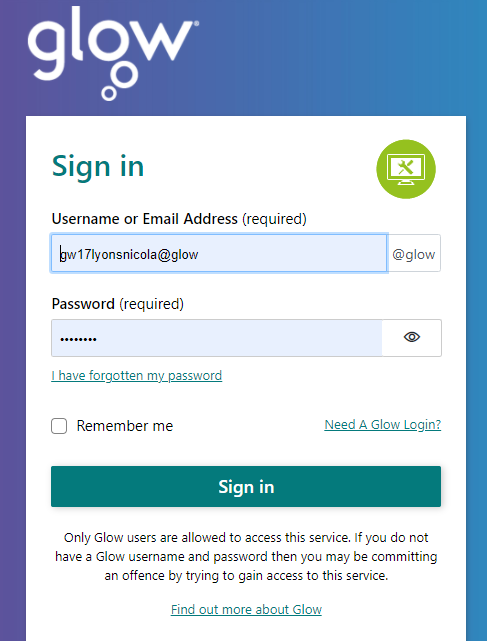 glow
Sign in
Username or Email Address (required)
gw17lyonsnicola@glow @glow
Password (required)
••••••••
I have forgotten my password
Remember me Need A Glow Login?
Sign in
Only Glow users are allowed to access this service. If you do not
have a Glow username and password then you may be committing
an offence by trying to gain access to this service.
Find out more about Glow